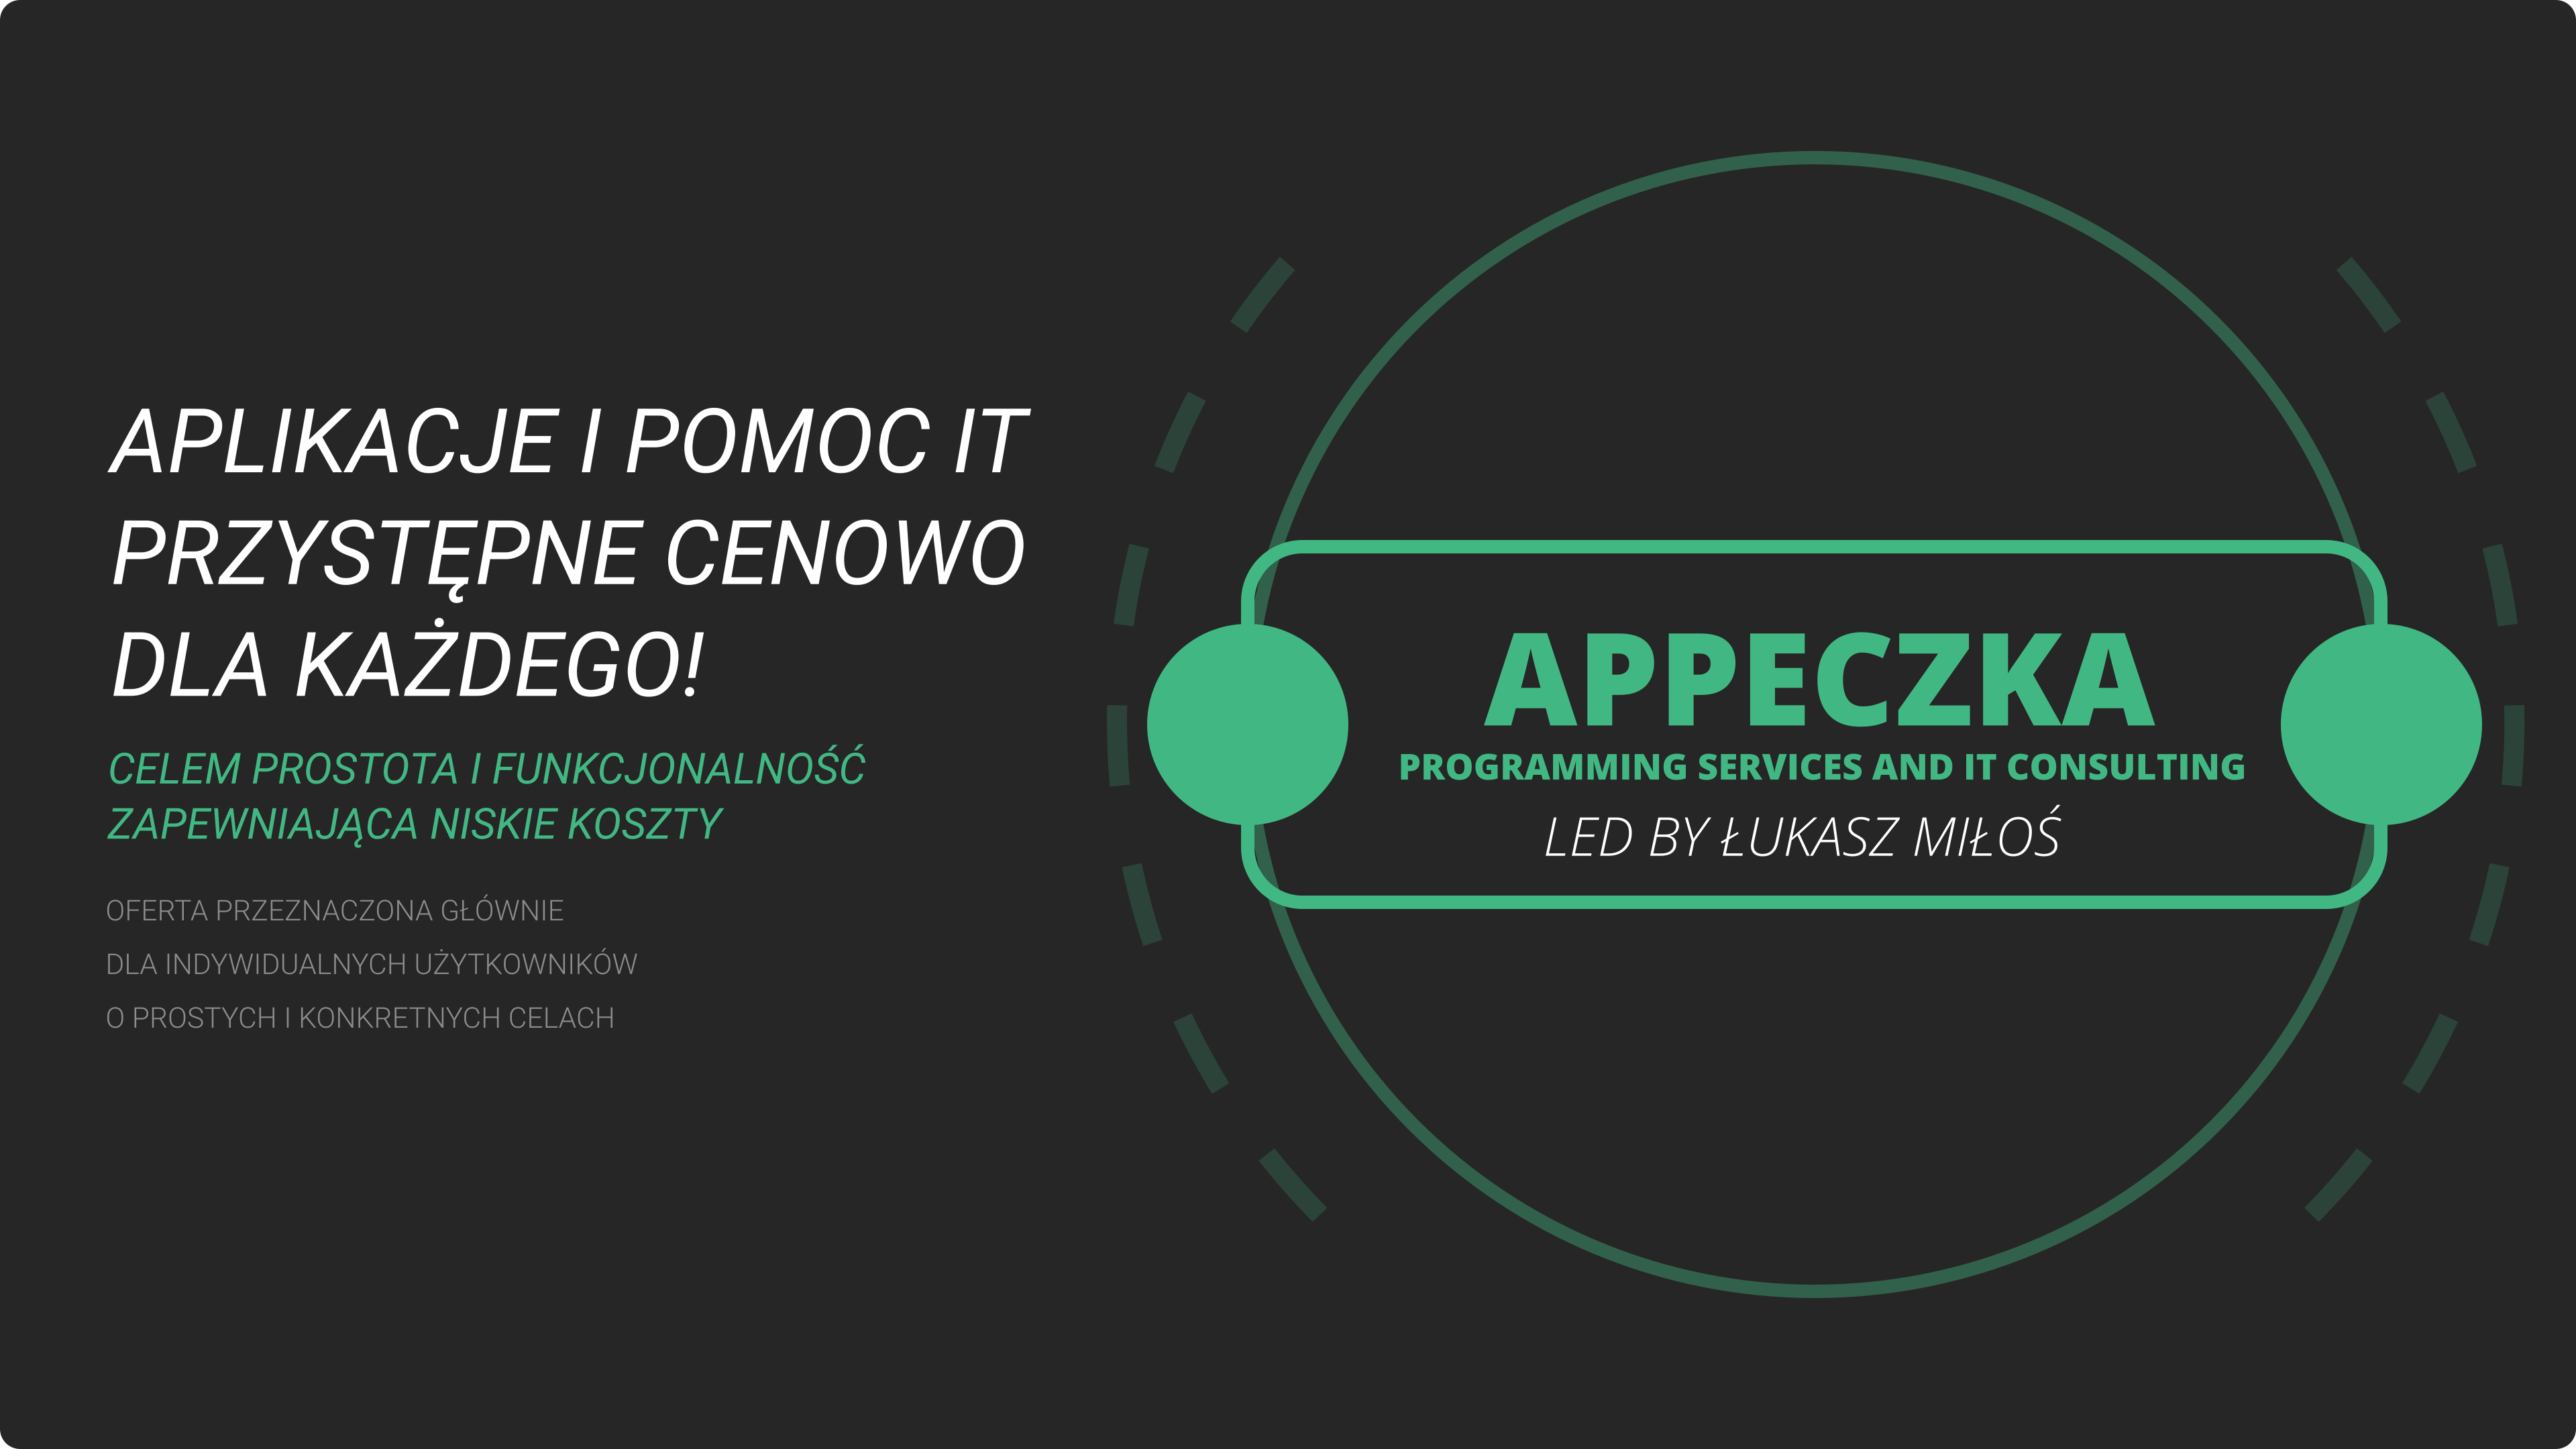 APLIKACJE I POMOC IT
PRZYSTĘPNE CENOWO
DLA KAŻDEGO!
CELEM PROSTOTA I FUNKCJONALNOŚĆ
ZAPEWNIAJĄCA NISKIE KOSZTY
OFERTA PRZEZNACZONA GŁÓWNIE
DLA INDYWIDUALNYCH UŻYTKOWNIKÓW
O PROSTYCH I KONKRETNYCH CELACH
APPECZKA
PROGRAMMING SERVICES AND IT CONSULTING
LED BY ŁUKASZ MIŁOŚ